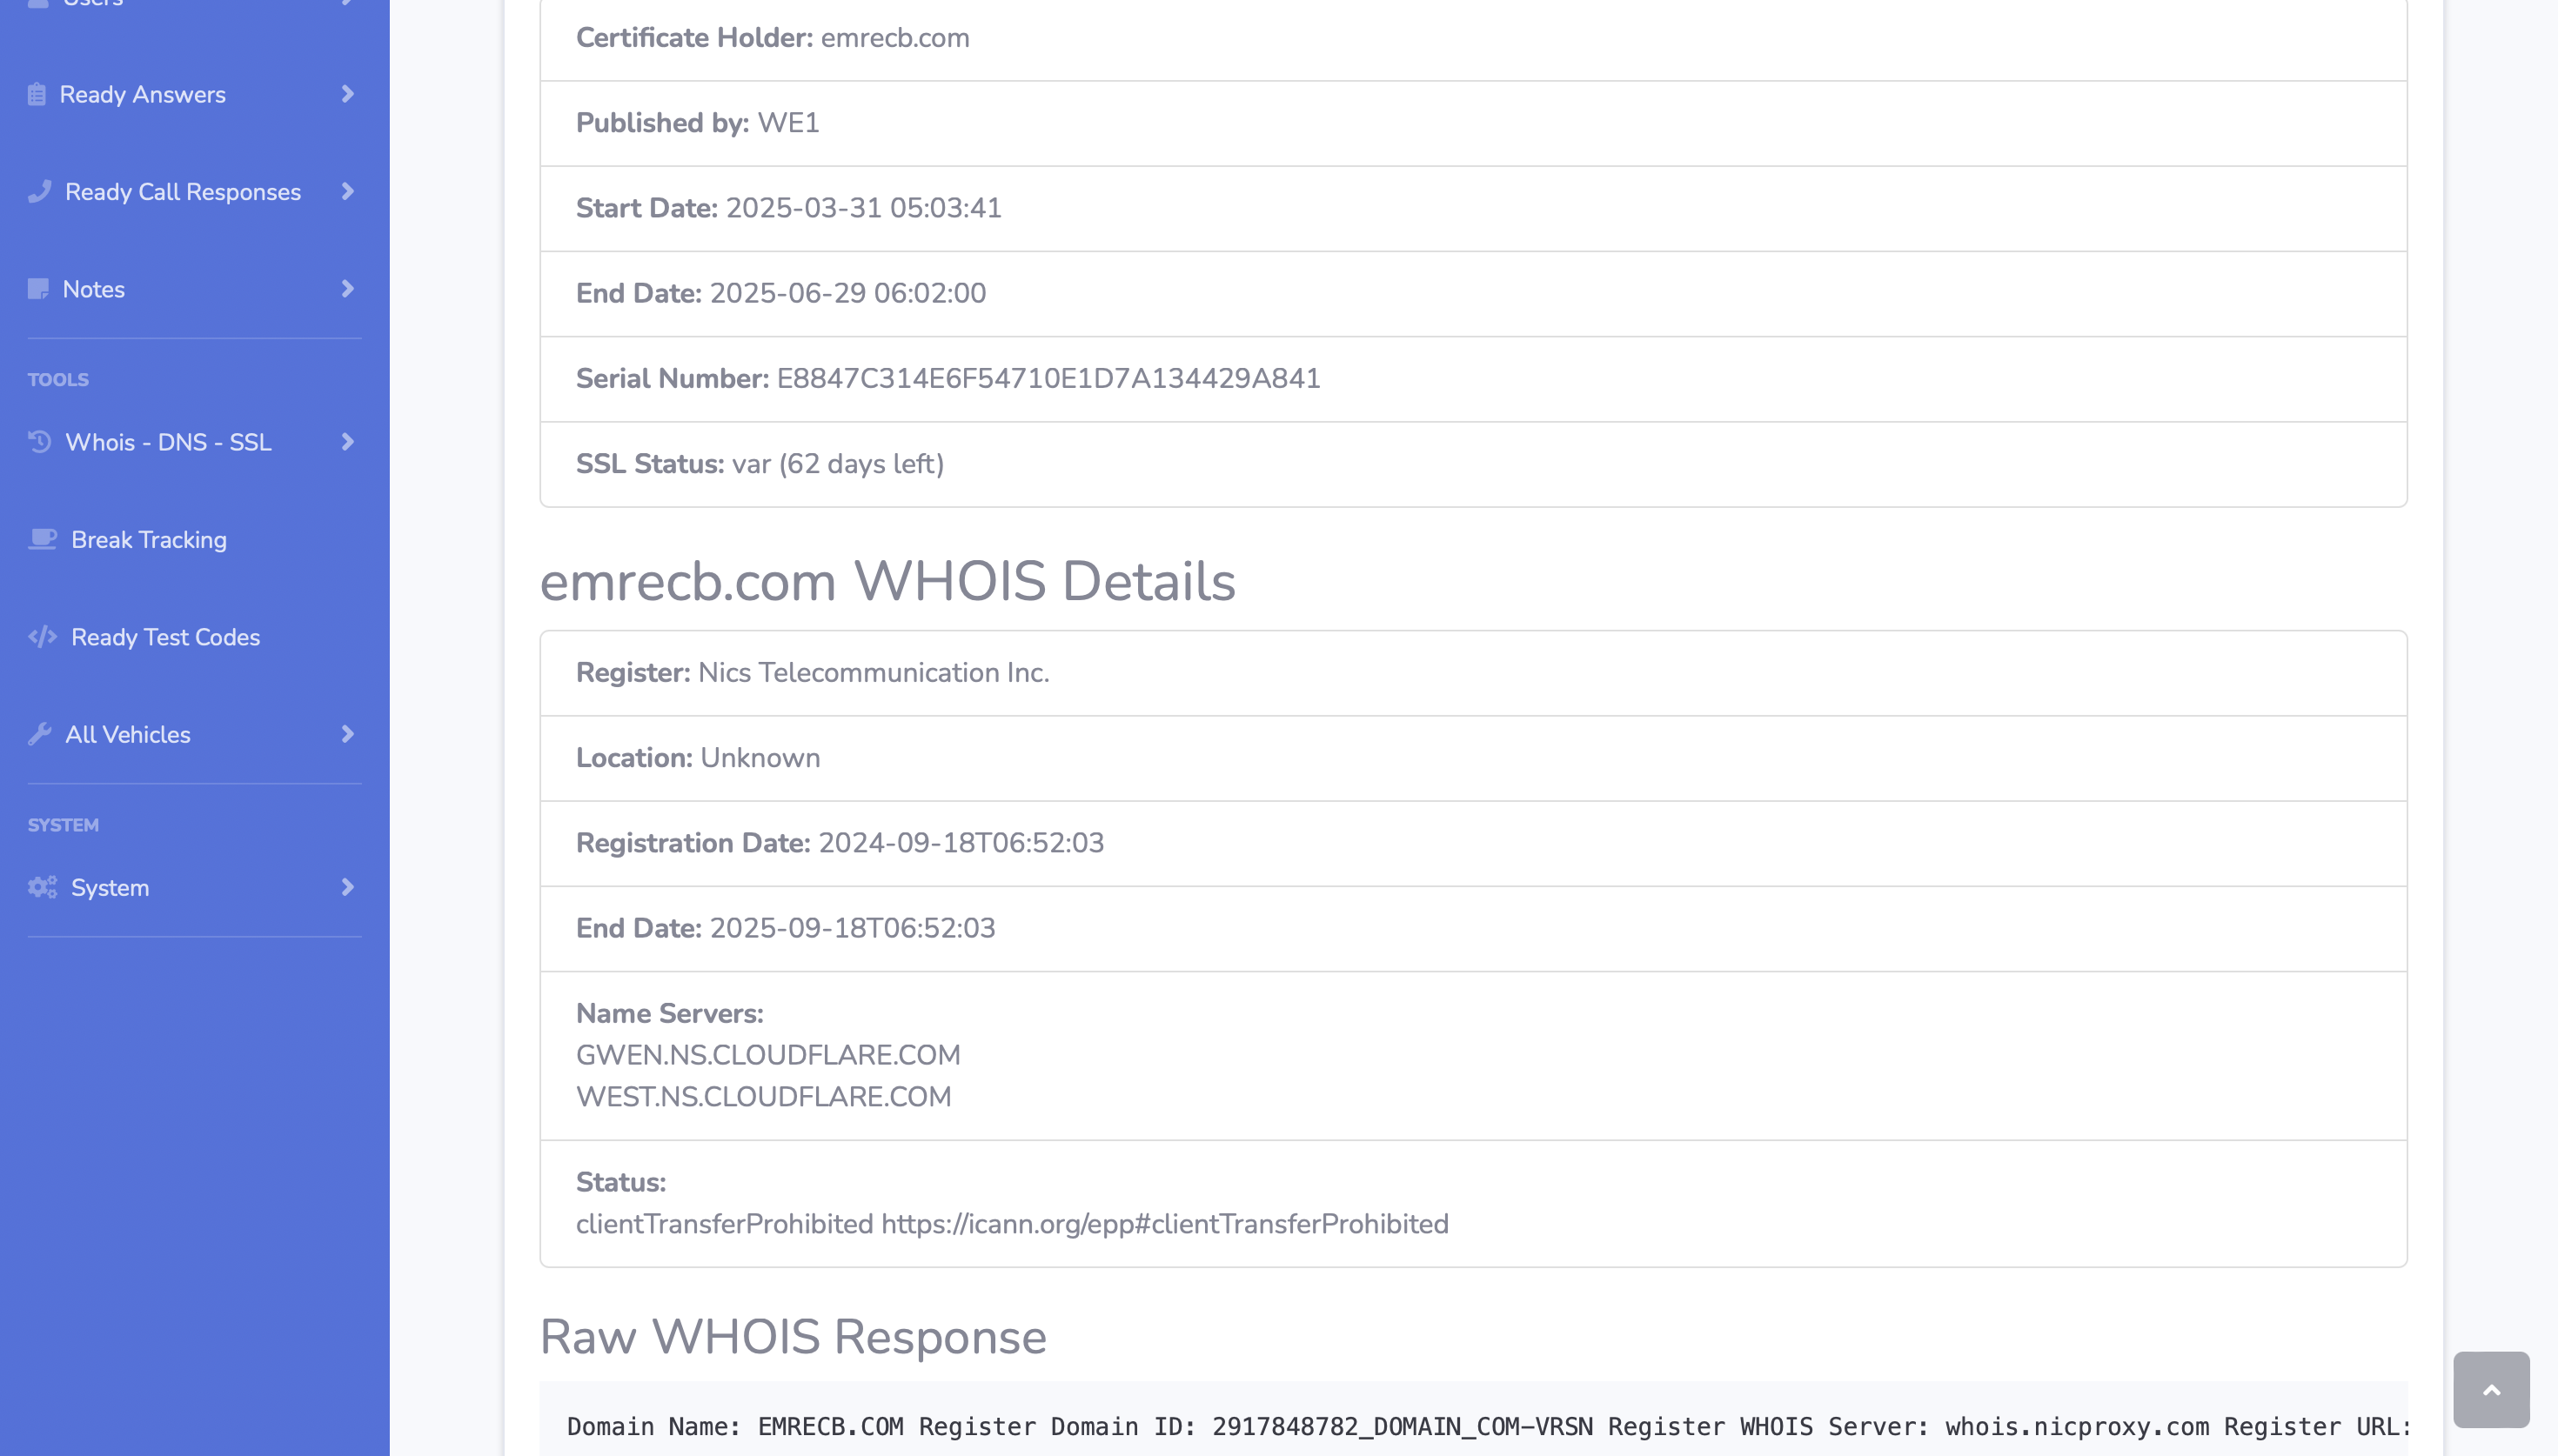 Users
Ready Answers
Ready Call Responses
Notes
TOOLS
Whois - DNS - SSL
Break Tracking
Ready Test Codes
All Vehicles
SYSTEM
System
Certificate Holder: emrecb.com
Published by: WE1
Start Date: 2025-03-31 05:03:41
End Date: 2025-06-29 06:02:00
Serial Number: E8847C314E6F54710E1D7A134429A841
SSL Status: var (62 days left)
emrecb.com WHOIS Details
Register: Nics Telecommunication Inc.
Location: Unknown
Registration Date: 2024-09-18T06:52:03
End Date: 2025-09-18T06:52:03
Name Servers:
GWEN.NS.CLOUDFLARE.COM
WEST.NS.CLOUDFLARE.COM
Status:
clientTransferProhibited https://icann.org/epp#clientTransferProhibited
Raw WHOIS Response
Domain Name: EMRECB.COM Register Domain ID: 2917848782_DOMAIN_COM-VRSN Register WHOIS Server: whois.nicproxy.com Register URL: